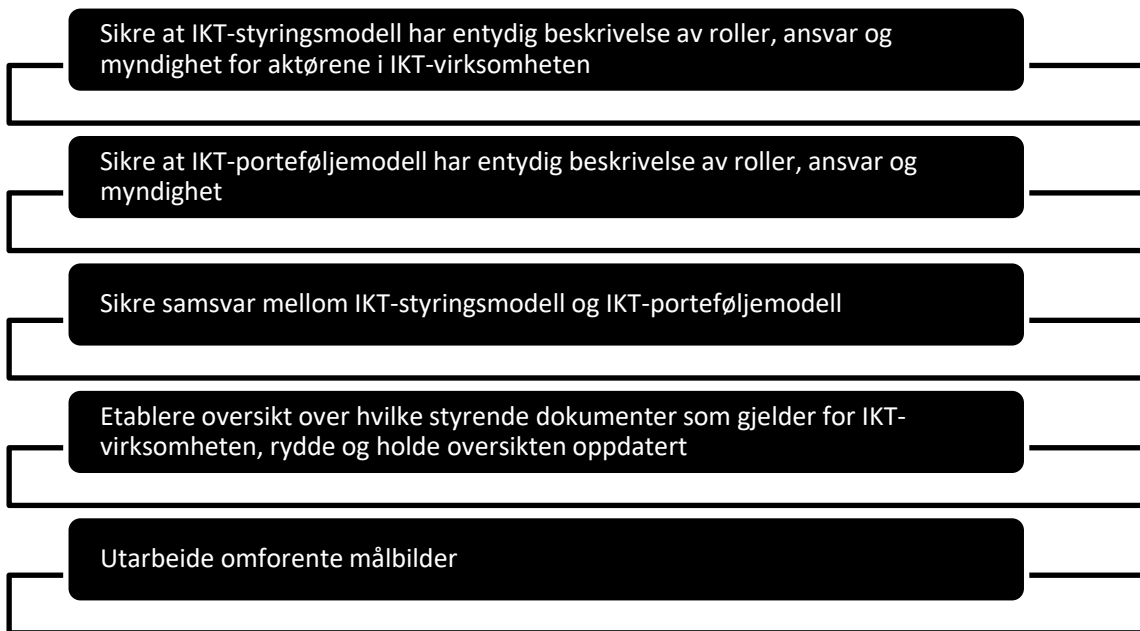 Sikre at IKT-styringsmodell har entydig beskrivelse av roller, ansvar og
myndighet for aktørene i IKT-virksomheten
Sikre at IKT-porteføljemodell har entydig beskrivelse av roller, ansvar og
myndighet
Sikre samsvar mellom IKT-styringsmodell og IKT-porteføljemodell
Etablere oversikt over hvilke styrende dokumenter som gjelder for IKT-
virksomheten, rydde og holde oversikten oppdatert
Utarbeide omforente målbilder